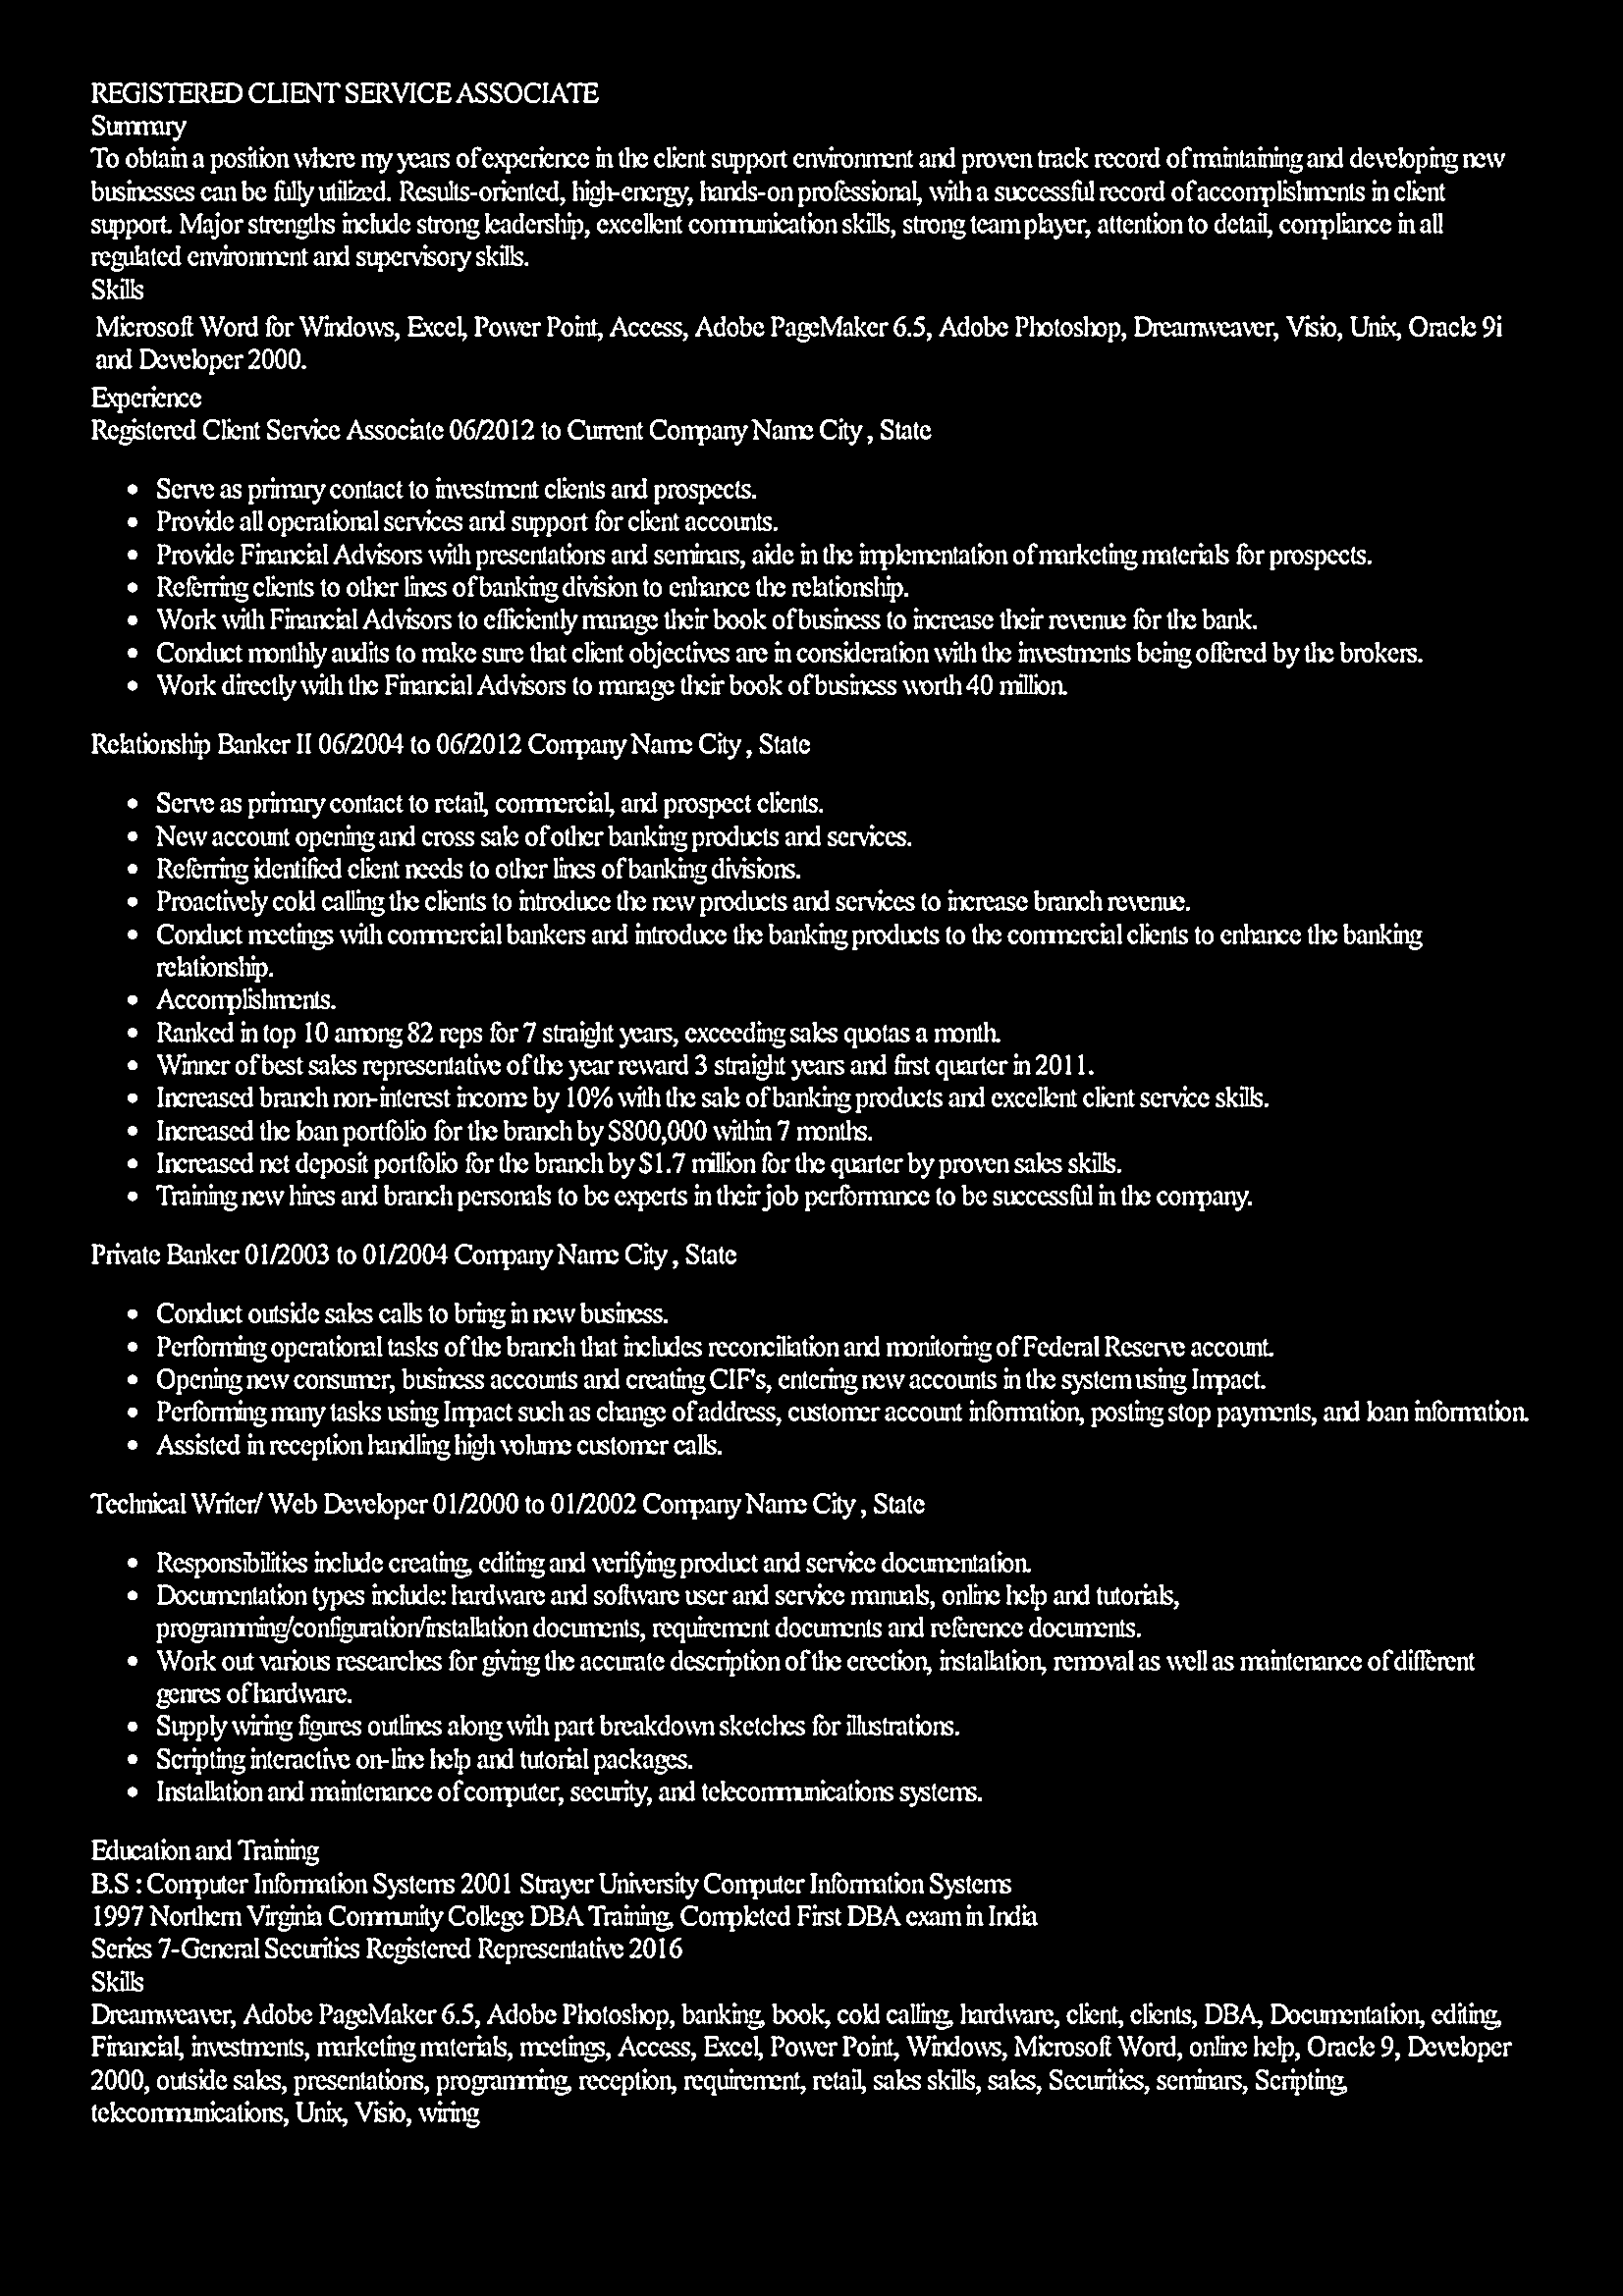 REGISTERED CLIENT SERVICE ASSOCIATE
Summary
To obtain a position where my years of experience in the client support environment and proven track record of maintaining and developing new
businesses can be fully utilized. Results-oriented, high-energy, hands-on professional, with a successful record of accomplishments in client
support. Major strengths include strong leadership, excellent communication skills, strong team player, attention to detail, compliance in all
regulated environment and supervisory skills.
Skills
Microsoft Word for Windows, Excel, Power Point, Access, Adobe PageMaker 6.5, Adobe Photoshop, Dreamweaver, Visio, Unix, Oracle 9i
and Developer 2000.
Experience
Registered Client Service Associate 06/2012 to Current Company Name City , State
• Serve as primary contact to investment clients and prospects.
• Provide all operational services and support for client accounts.
• Provide Financial Advisors with presentations and seminars, aide in the implementation of marketing materials for prospects.
• Referring clients to other lines of banking division to enhance the relationship.
• Work with Financial Advisors to efficiently manage their book of business to increase their revenue for the bank.
• Conduct monthly audits to make sure that client objectives are in consideration with the investments being offered by the brokers.
• Work directly with the Financial Advisors to manage their book of business worth 40 million.
Relationship Banker II 06/2004 to 06/2012 Company Name City , State
• Serve as primary contact to retail, commercial, and prospect clients.
• New account opening and cross sale of other banking products and services.
• Referring identified client needs to other lines of banking divisions.
• Proactively cold calling the clients to introduce the new products and services to increase branch revenue.
• Conduct meetings with commercial bankers and introduce the banking products to the commercial clients to enhance the banking
relationship.
• Accomplishments.
• Ranked in top 10 among 82 reps for 7 straight years, exceeding sales quotas a month.
• Winner of best sales representative of the year reward 3 straight years and first quarter in 2011.
• Increased branch non-interest income by 10% with the sale of banking products and excellent client service skills.
• Increased the loan portfolio for the branch by $800,000 within 7 months.
• Increased net deposit portfolio for the branch by $1.7 million for the quarter by proven sales skills.
• Training new hires and branch personals to be experts in their job performance to be successful in the company.
Private Banker 01/2003 to 01/2004 Company Name City , State
• Conduct outside sales calls to bring in new business.
• Performing operational tasks of the branch that includes reconciliation and monitoring of Federal Reserve account.
• Opening new consumer, business accounts and creating CIF's, entering new accounts in the system using Impact.
• Performing many tasks using Impact such as change of address, customer account information, posting stop payments, and loan information.
• Assisted in reception handling high volume customer calls.
Technical Writer/ Web Developer 01/2000 to 01/2002 Company Name City , State
• Responsibilities include creating, editing and verifying product and service documentation.
• Documentation types include: hardware and software user and service manuals, online help and tutorials,
programming/configuration/installation documents, requirement documents and reference documents.
• Work out various researches for giving the accurate description of the erection, installation, removal as well as maintenance of different
genres of hardware.
• Supply wiring figures outlines along with part breakdown sketches for illustrations.
• Scripting interactive on-line help and tutorial packages.
• Installation and maintenance of computer, security, and telecommunications systems.
Education and Training
B.S : Computer Information Systems 2001 Strayer University Computer Information Systems
1997 Northern Virginia Community College DBA Training, Completed First DBA exam in India
Series 7-General Securities Registered Representative 2016
Skills
Dreamweaver, Adobe PageMaker 6.5, Adobe Photoshop, banking, book, cold calling, hardware, client, clients, DBA, Documentation, editing,
Financial, investments, marketing materials, meetings, Access, Excel, Power Point, Windows, Microsoft Word, online help, Oracle 9, Developer
2000, outside sales, presentations, programming, reception, requirement, retail, sales skills, sales, Securities, seminars, Scripting,
telecommunications, Unix, Visio, wiring